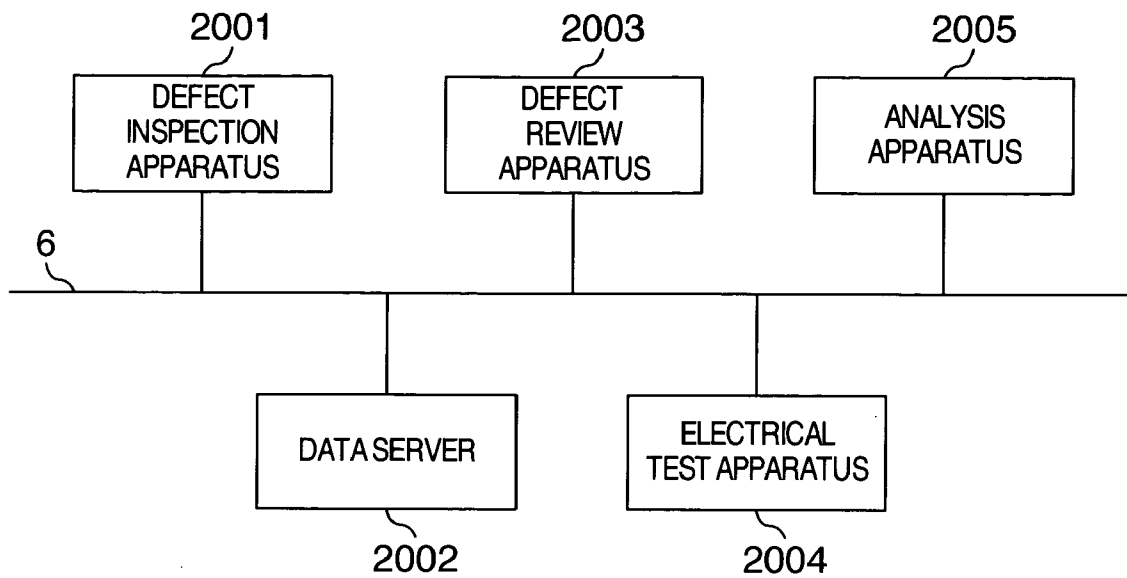 2001
DEFECT
INSPECTION
APPARATUS
2003
DEFECT
REVIEW
APPARATUS
2005
ANALYSIS
APPARATUS
6
DATA SERVER
2002
ELECTRICAL
TEST APPARATUS
2004